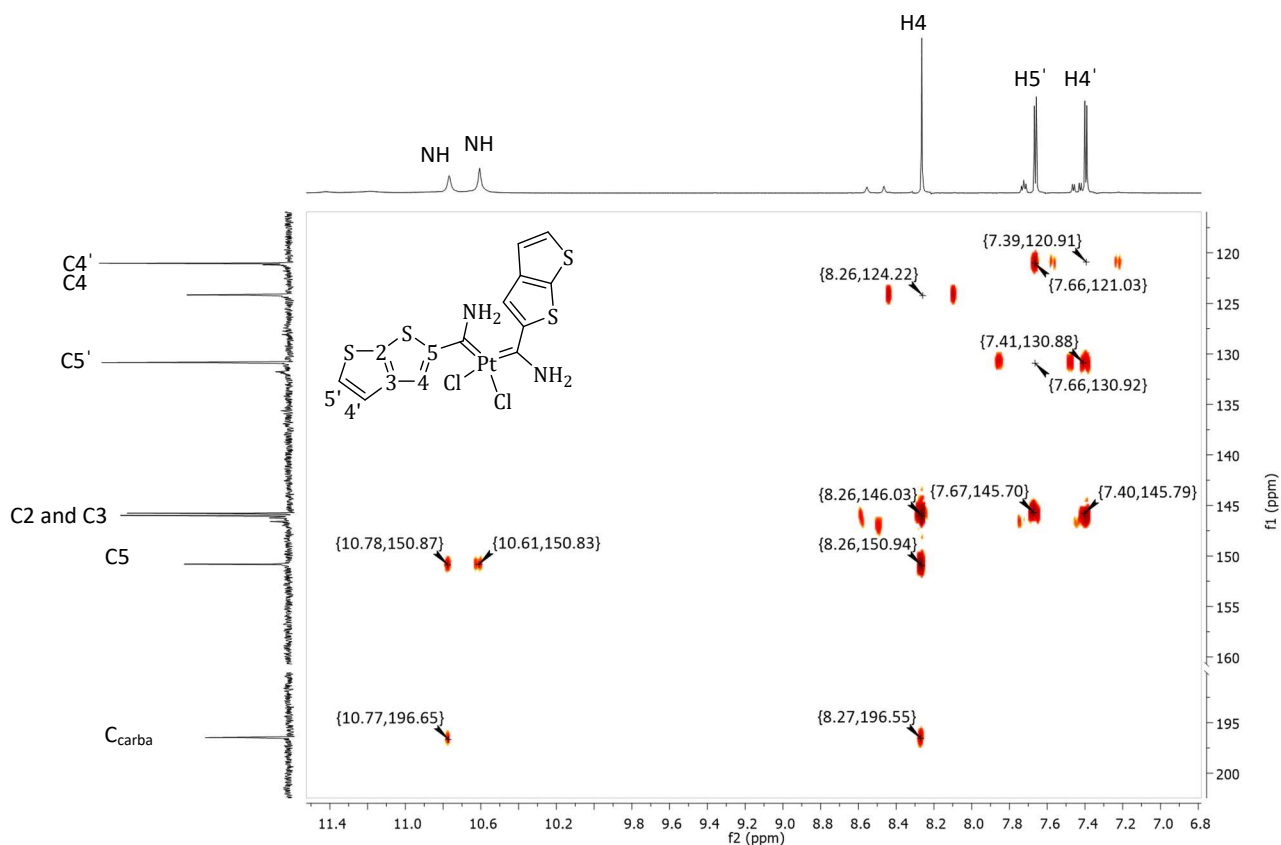 H4
H5'
H4'
NH
NH
C4'
C4
C5'
C2 and C3
C5
Ccarba
{7.39,120.91}
{8.26,124.22}
{7.66,121.03}
{7.41,130.88}
{7.66,130.92}
{8.26,146.03}
{7.67,145.70}
{7.40,145.79}
{10.78,150.87}
{10.61,150.83}
{8.26,150.94}
{10.77,196.65}
{8.27,196.55}
S
S
NH2
S
S
2
5
3
4
5'
4'
Pt
Cl
Cl
NH2
120
125
130
135
140
145
150
155
160
195
200
f1 (ppm)
11.4 11.0 10.6 10.2 9.8 9.6 9.4 9.2 9.0 8.8 8.6 8.4 8.2 8.0 7.8 7.6 7.4 7.2 7.0 6.8
f2 (ppm)